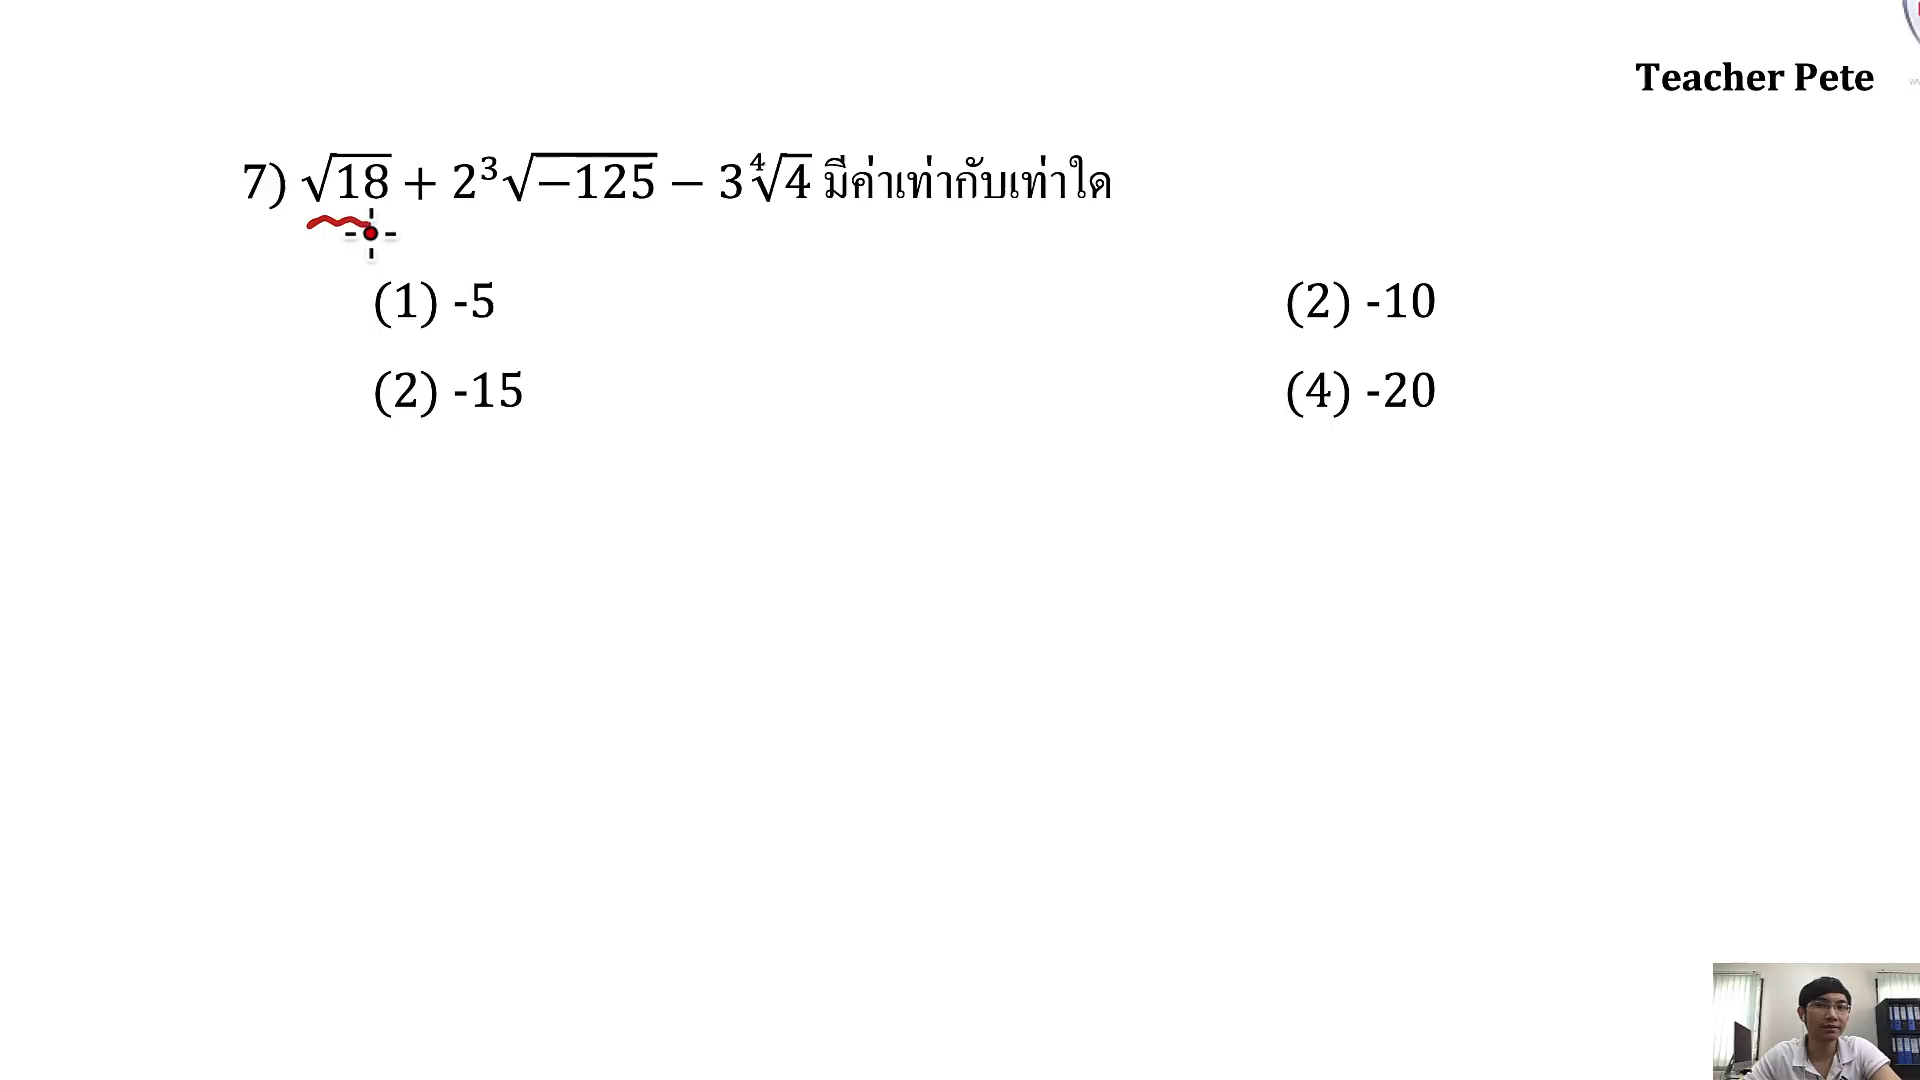 Teacher Pete
7) √18 + 2³√−125 − 3∜4 มีค่าเท่ากับเท่าใด
(1) -5 (2) -10
(2) -15 (4) -20